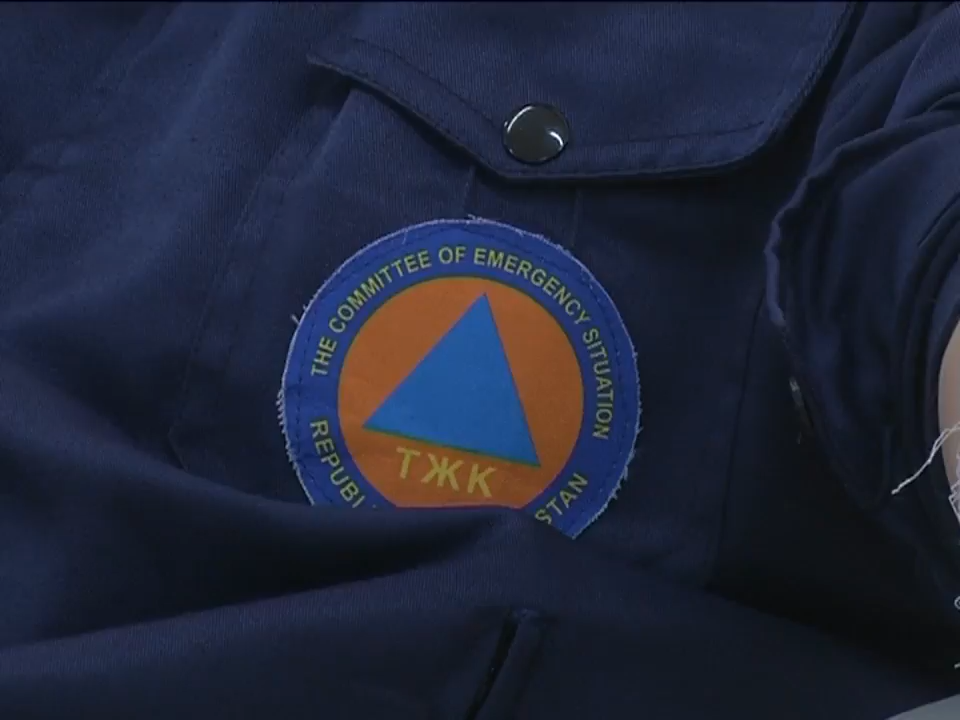 THE COMMITTEE OF EMERGENCY SITUATION
ТЖК